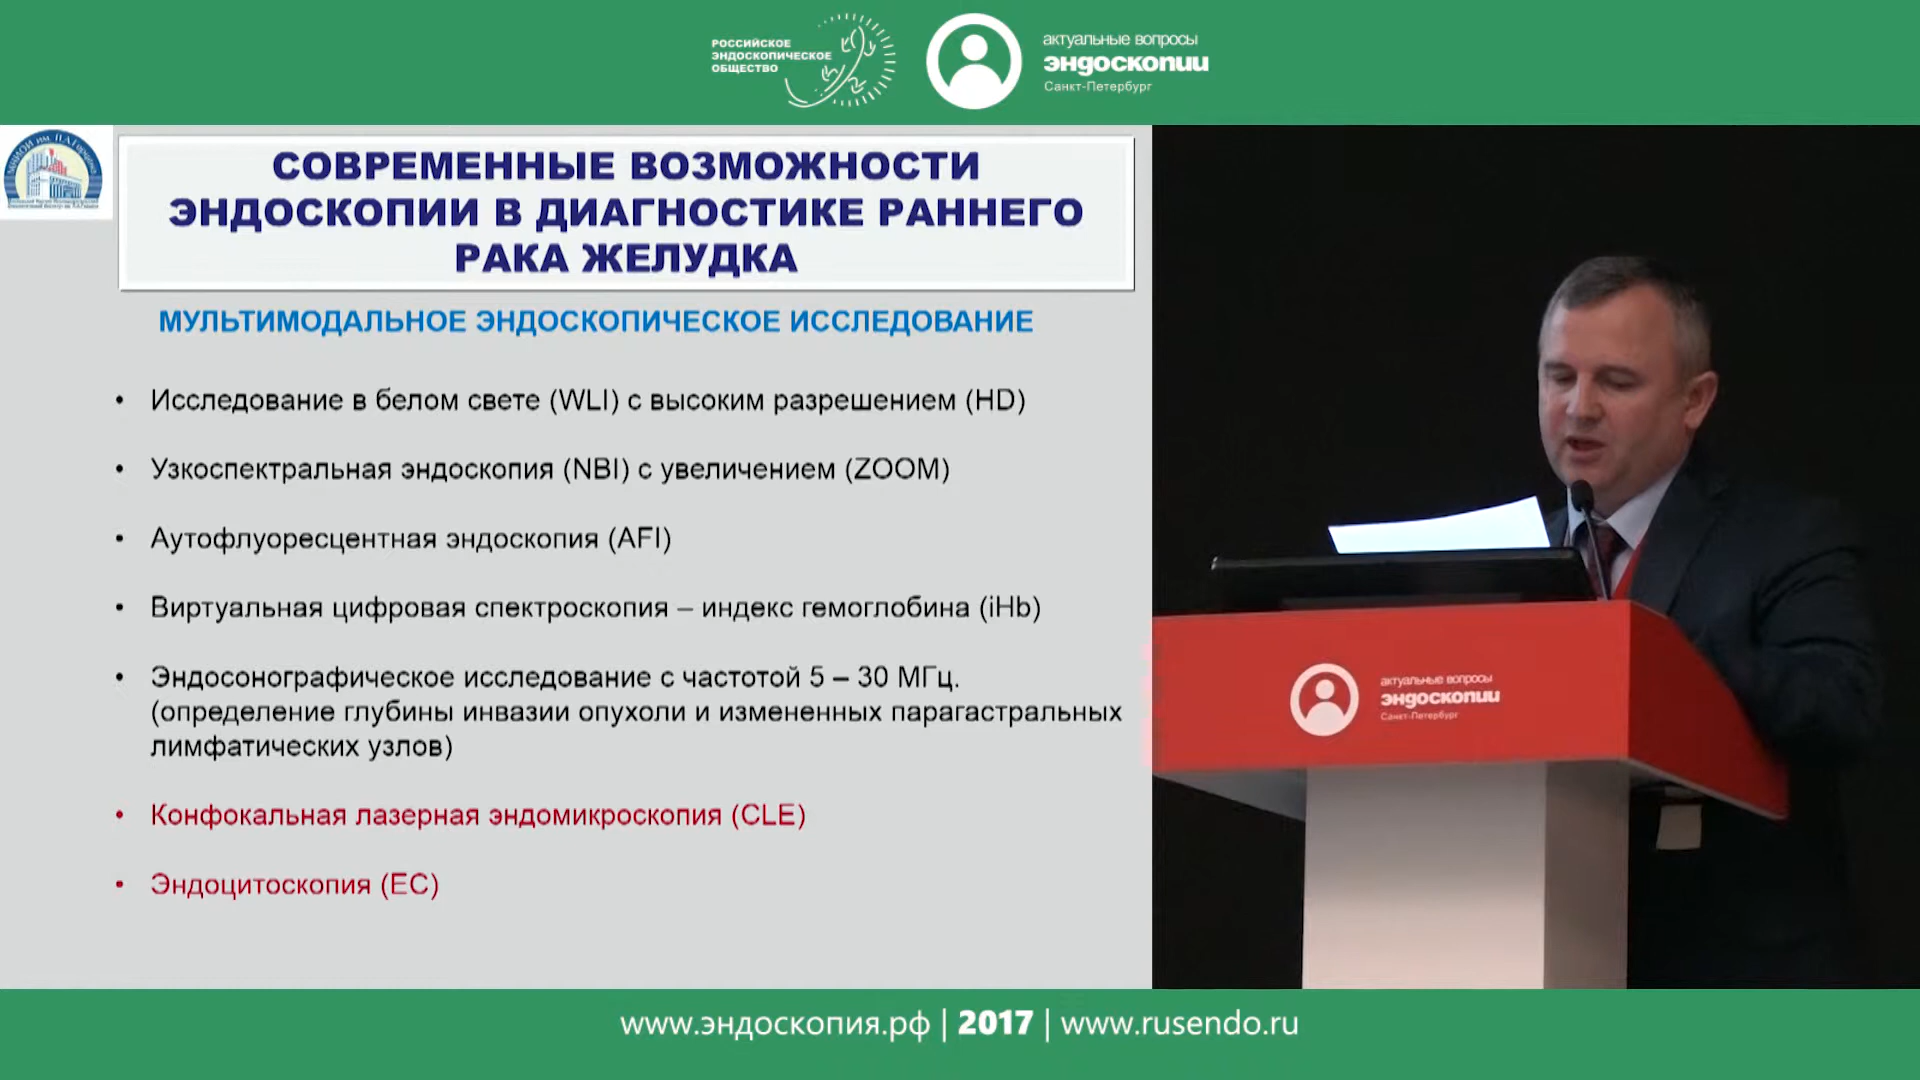 РОССИЙСКОЕ
ЭНДОСКОПИЧЕСКОЕ
ОБЩЕСТВО
актуальные вопросы
эндоскопии
Санкт-Петербург
СОВРЕМЕННЫЕ ВОЗМОЖНОСТИ
ЭНДОСКОПИИ В ДИАГНОСТИКЕ РАННЕГО
РАКА ЖЕЛУДКА
МУЛЬТИМОДАЛЬНОЕ ЭНДОСКОПИЧЕСКОЕ ИССЛЕДОВАНИЕ
• Исследование в белом свете (WLI) с высоким разрешением (HD)
• Узкоспектральная эндоскопия (NBI) с увеличением (ZOOM)
• Аутофлуоресцентная эндоскопия (AFI)
• Виртуальная цифровая спектроскопия – индекс гемоглобина (iHb)
• Эндосонографическое исследование с частотой 5 – 30 МГц.
(определение глубины инвазии опухоли и измененных парагастральных
лимфатических узлов)
• Конфокальная лазерная эндомикроскопия (CLE)
• Эндоцитоскопия (EC)
актуальные вопросы
эндоскопии
Санкт-Петербург
www.эндоскопия.рф | 2017 | www.rusendo.ru